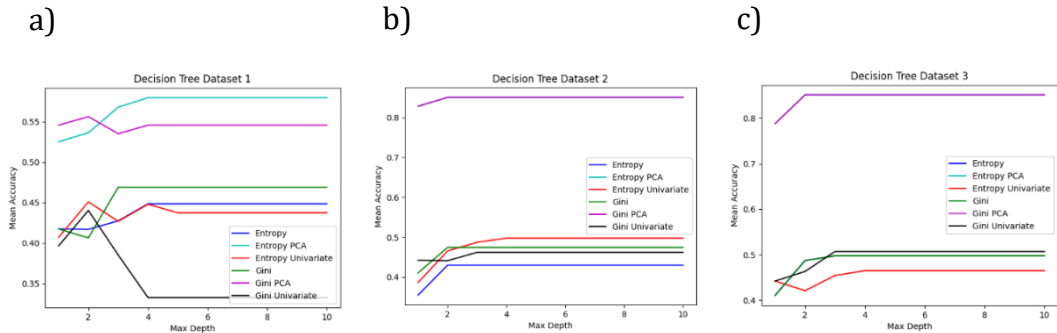 a)
b)
c)
Decision Tree Dataset 1
Mean Accuracy
0.55
0.50
0.45
0.40
0.35
Entropy
Entropy PCA
Entropy Univariate
Gini
Gini PCA
Gini Univariate
2
4
6
8
10
Max Depth
Decision Tree Dataset 2
Mean Accuracy
0.8
0.7
0.6
0.5
0.4
Entropy
Entropy PCA
Entropy Univariate
Gini
Gini PCA
Gini Univariate
2
4
6
8
10
Max Depth
Decision Tree Dataset 3
Mean Accuracy
0.8
0.7
0.6
0.5
0.4
Entropy
Entropy PCA
Entropy Univariate
Gini
Gini PCA
Gini Univariate
2
4
6
8
10
Max Depth